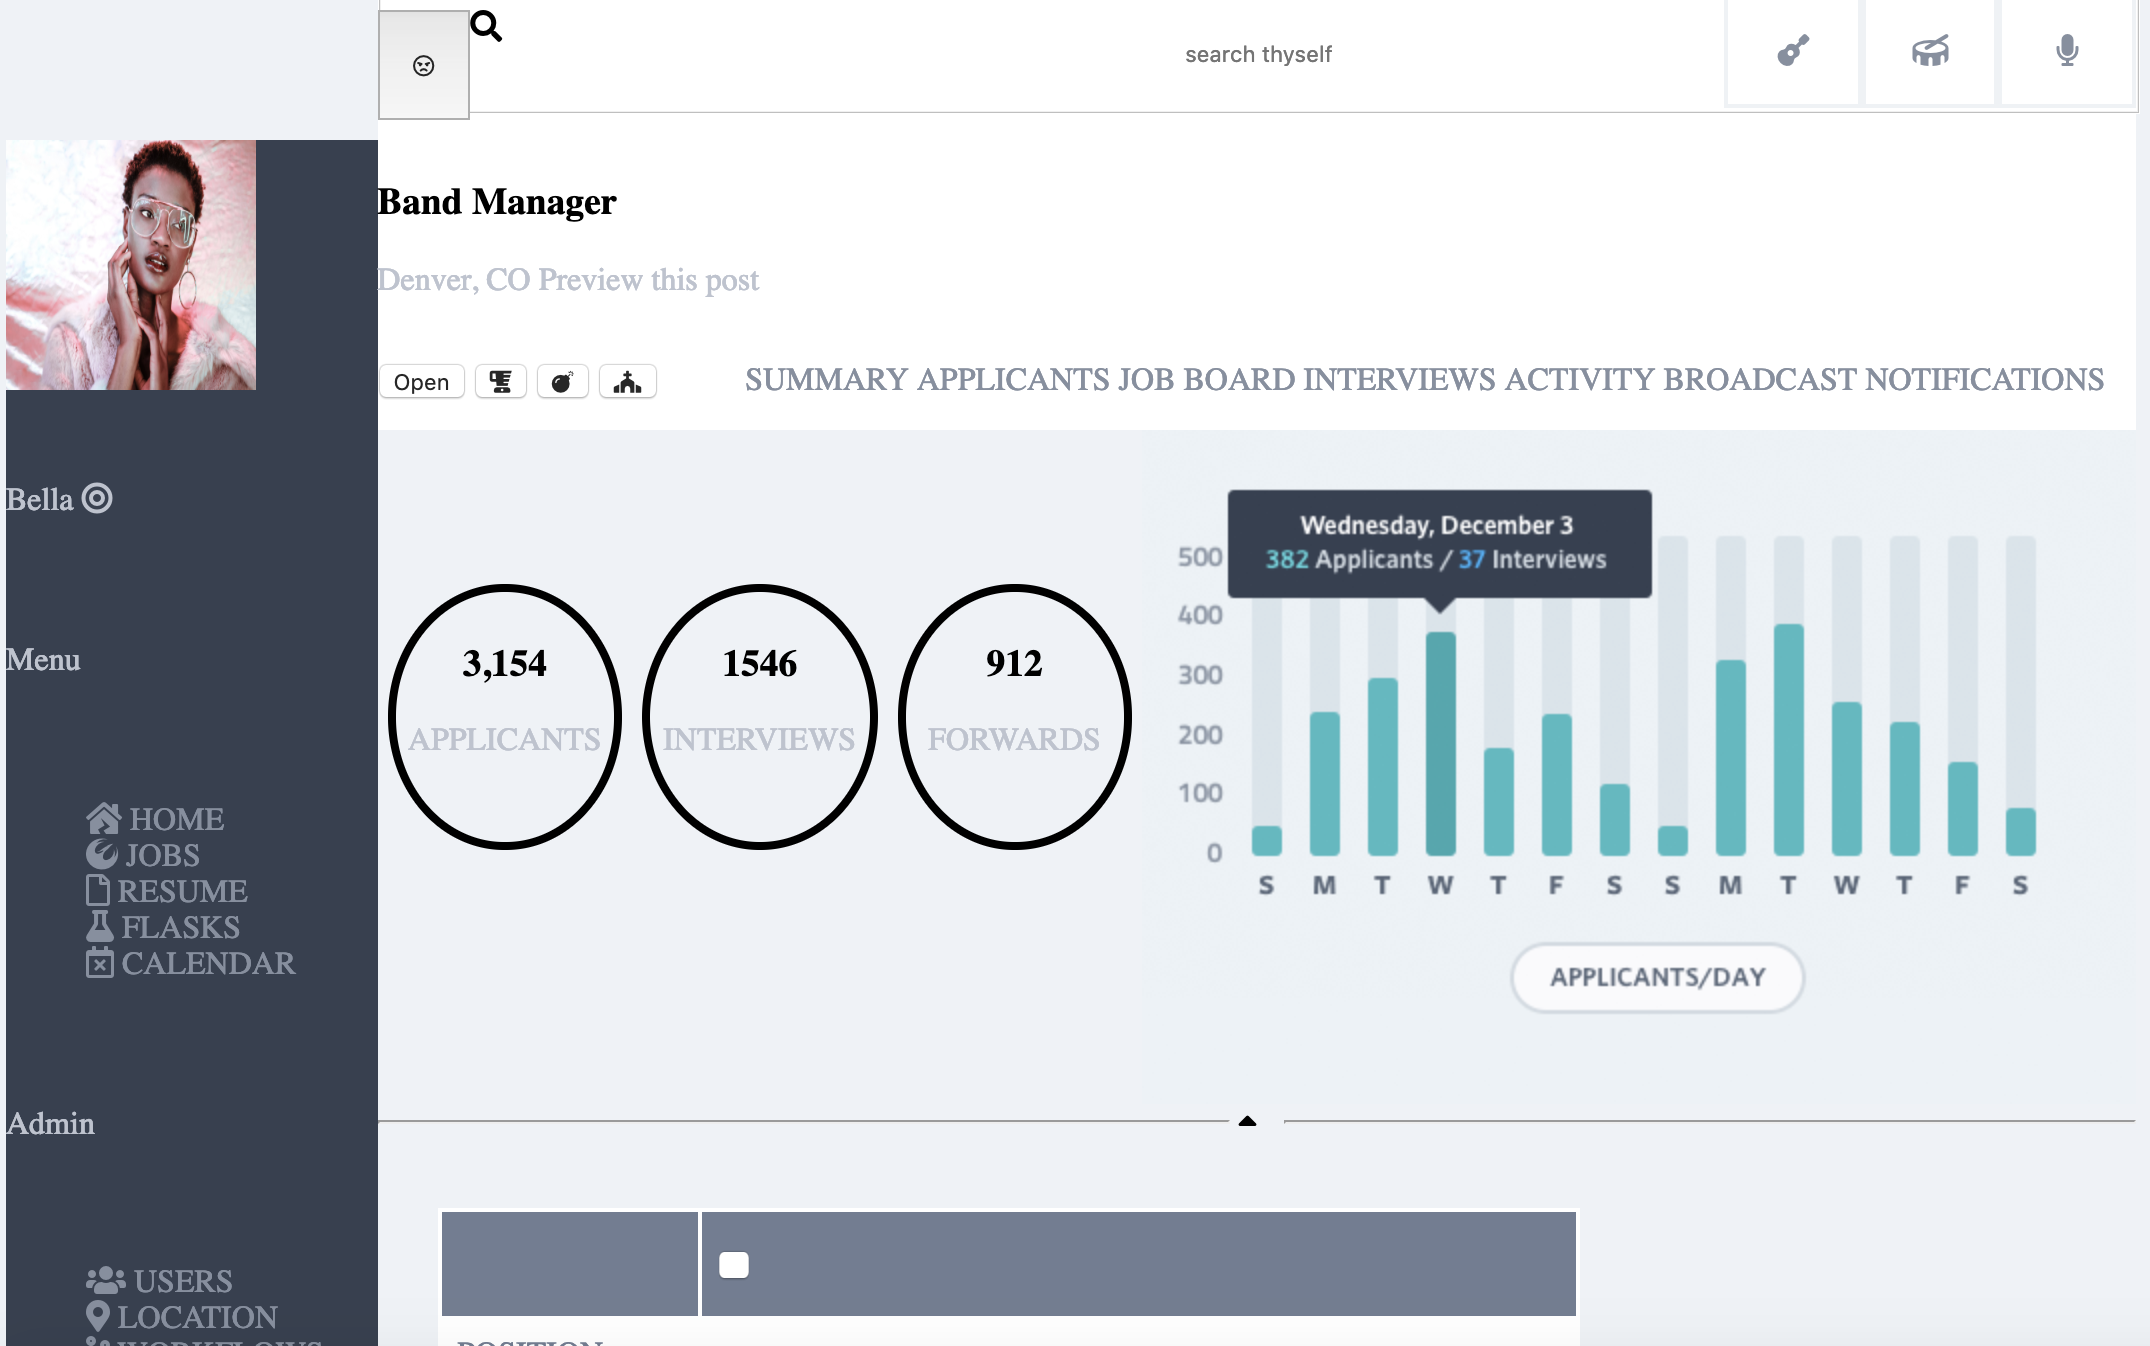 search thyself
Band Manager
Denver, CO Preview this post
Open
SUMMARY APPLICANTS JOB BOARD INTERVIEWS ACTIVITY BROADCAST NOTIFICATIONS
Bella
Menu
HOME
JOBS
RESUME
FLASKS
CALENDAR
Admin
USERS
LOCATION
WORKFLOWS
3,154
APPLICANTS
1546
INTERVIEWS
912
FORWARDS
Wednesday, December 3
382 Applicants / 37 Interviews
500
400
300
200
100
0
S M T W T F S S M T W T F S
APPLICANTS/DAY
POSITION